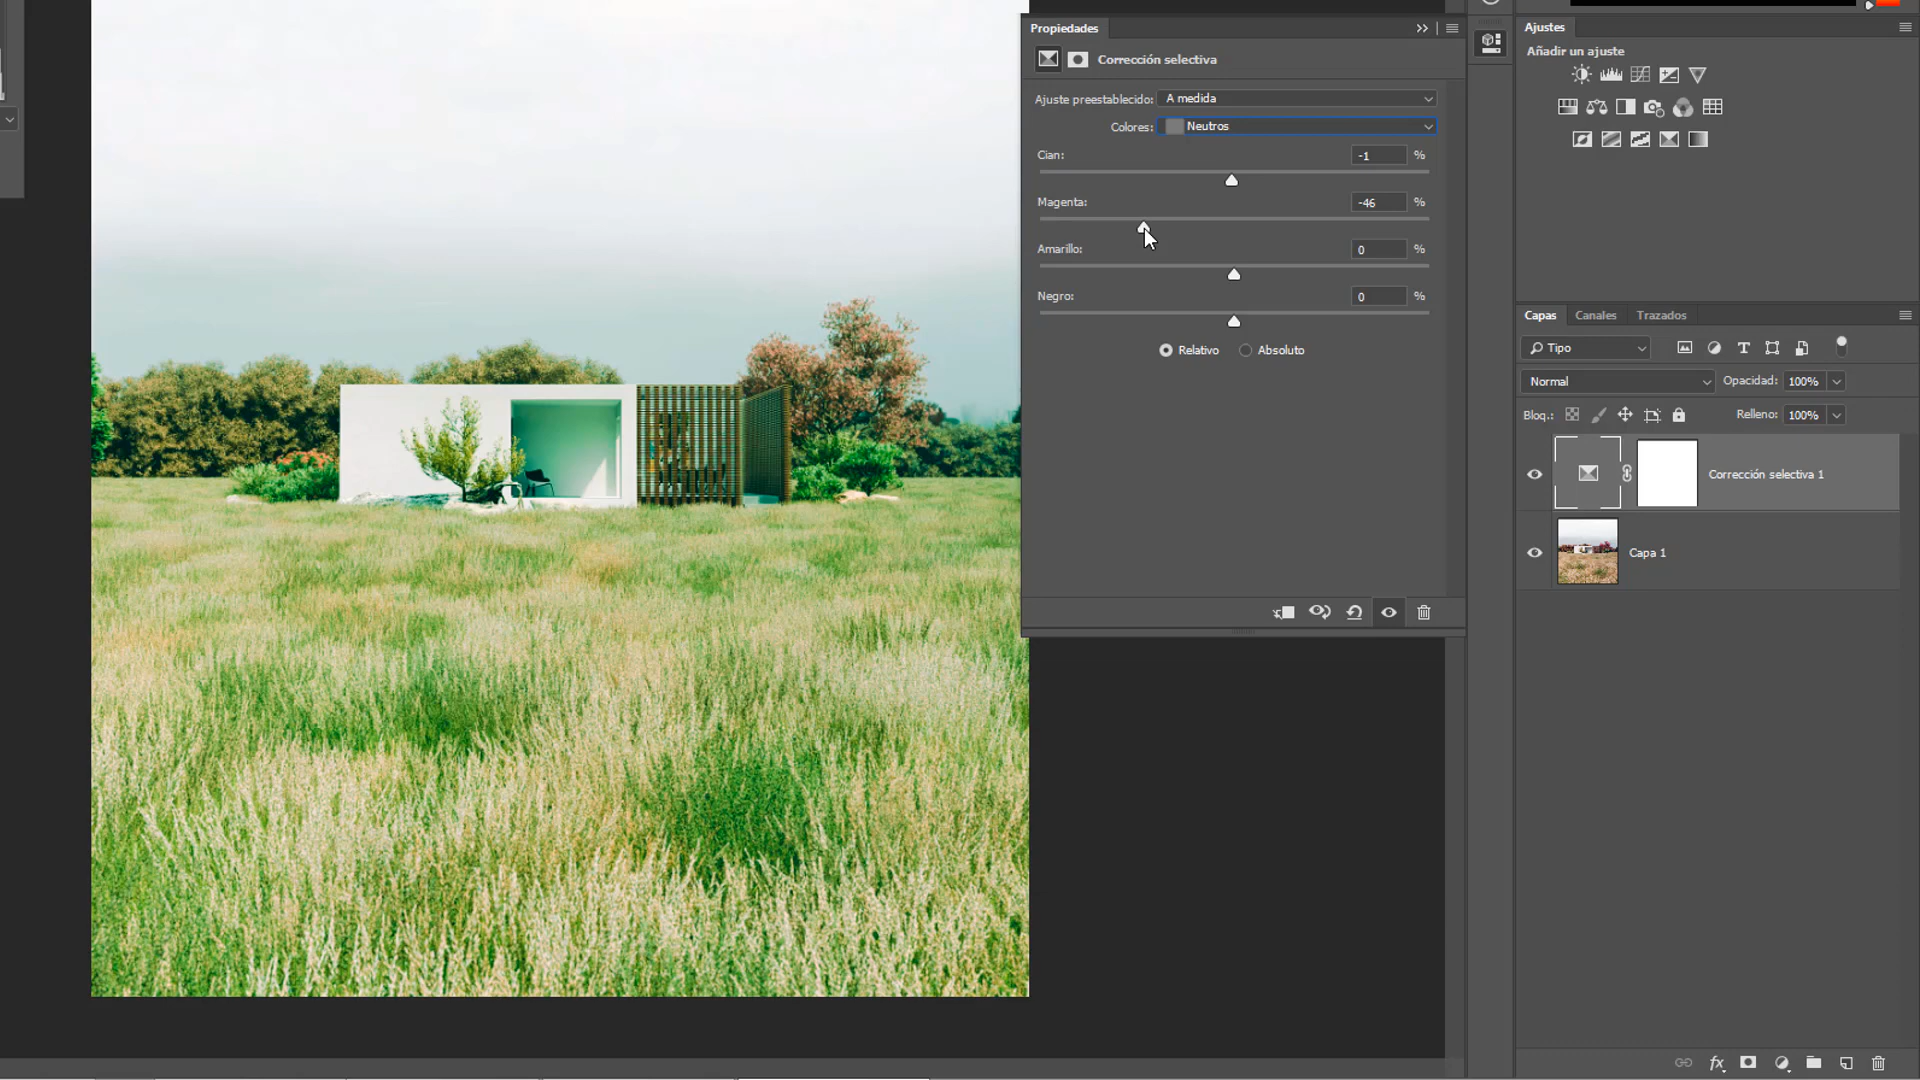 Propiedades
Corrección selectiva
Ajuste preestablecido: A medida
Colores: Neutros
Cian: -1 %
Magenta: -46 %
Amarillo: 0 %
Negro: 0 %
Relativo Absoluto
Ajustes
Añadir un ajuste
Capas Canales Trazados
Tipo
Normal Opacidad: 100%
Bloq.: Relleno: 100%
Corrección selectiva 1
Capa 1
fx